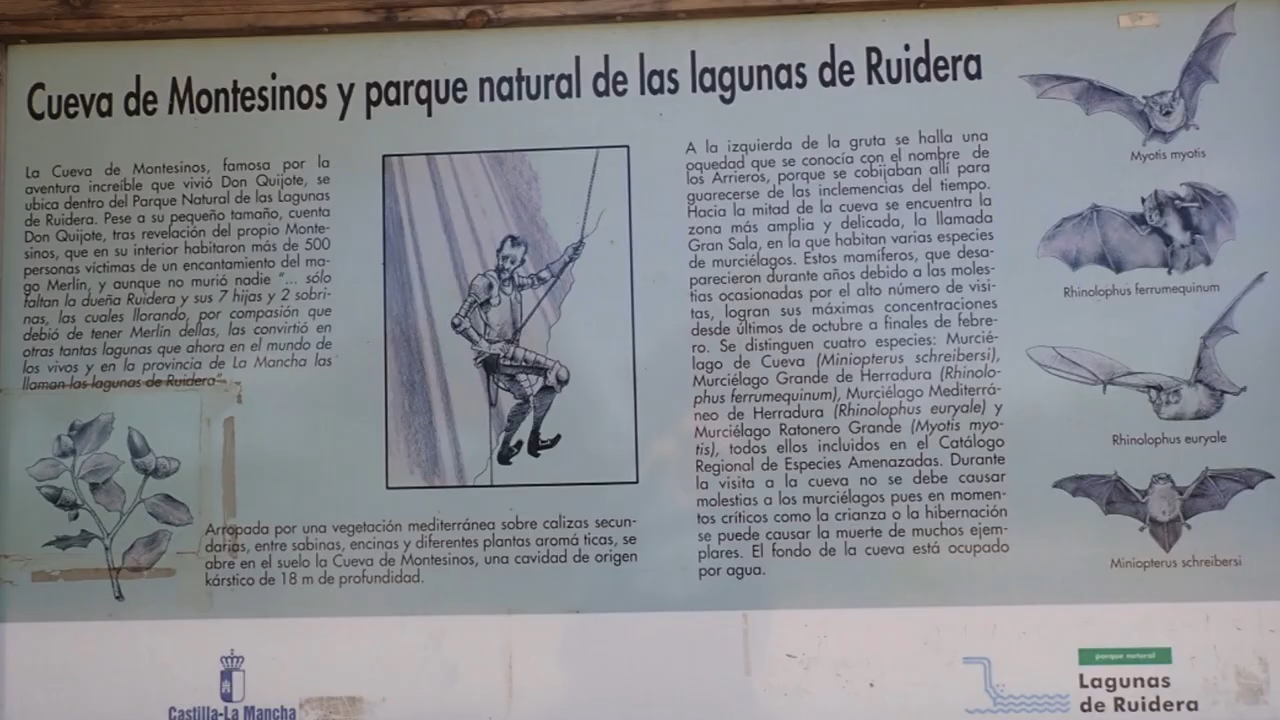 Cueva de Montesinos y parque natural de las lagunas de Ruidera
La Cueva de Montesinos, famosa por la
aventura increíble que vivió Don Quijote, se
ubica dentro del Parque Natural de las Lagunas
de Ruidera. Pese a su pequeño tamaño, cuenta
Don Quijote, tras revelación del propio Monte-
sinos, que en su interior habitaron más de 500
personas víctimas de un encantamiento del ma-
go Merlin, y aunque no murió nadie "... sólo
faltan la dueña Ruidera y sus 7 hijas y 2 sobri-
nas, las cuales llorando, por compasión que
debió de tener Merlin dellas, las convirtió en
otras tantas lagunas que ahora en el mundo de
los vivos y en la provincia de La Mancha las
llaman las lagunas de Ruidera".
Arropada por una vegetación mediterránea sobre calizas secun-
darias, entre sabinas, encinas y diferentes plantas aromá ticas, se
abre en el suelo la Cueva de Montesinos, una cavidad de origen
kárstico de 18 m de profundidad.
A la izquierda de la gruta se halla una
oquedad que se conocía con el nombre de
los Arrieros, porque se cobijaban allí para
guarecerse de las inclemencias del tiempo.
Hacia la mitad de la cueva se encuentra la
zona más amplia y delicada, la llamada
Gran Sala, en la que habitan varias especies
de murciélagos. Estos mamíferos, que desa-
parecieron durante años debido a las moles-
tias ocasionadas por el alto número de visi-
tas, logran sus máximas concentraciones
desde últimos de octubre a finales de febre-
ro. Se distinguen cuatro especies: Murcié-
lago de Cueva (Miniopterus schreibersi),
Murciélago Grande de Herradura (Rhinolo-
phus ferrumequinum), Murciélago Mediterrá-
neo de Herradura (Rhinolophus euryale) y
Murciélago Ratonero Grande (Myotis myo-
tis), todos ellos incluidos en el Catálogo
Regional de Especies Amenazadas. Durante
la visita a la cueva no se debe causar
molestias a los murciélagos pues en momen-
tos críticos como la crianza o la hibernación
se puede causar la muerte de muchos ejem-
plares. El fondo de la cueva está ocupado
por agua.
Myotis myotis
Rhinolophus ferrumequinum
Rhinolophus euryale
Miniopterus schreibersi
Castilla-La Mancha
parque natural
Lagunas
de Ruidera